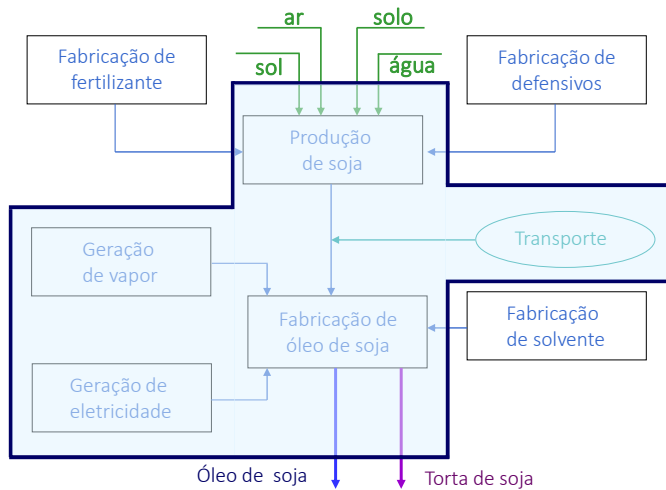 ar
solo
sol
água
Fabricação de
fertilizante
Fabricação de
defensivos
Produção
de soja
Transporte
Geração
de vapor
Fabricação de
óleo de soja
Fabricação
de solvente
Geração de
eletricidade
Óleo de soja
Torta de soja